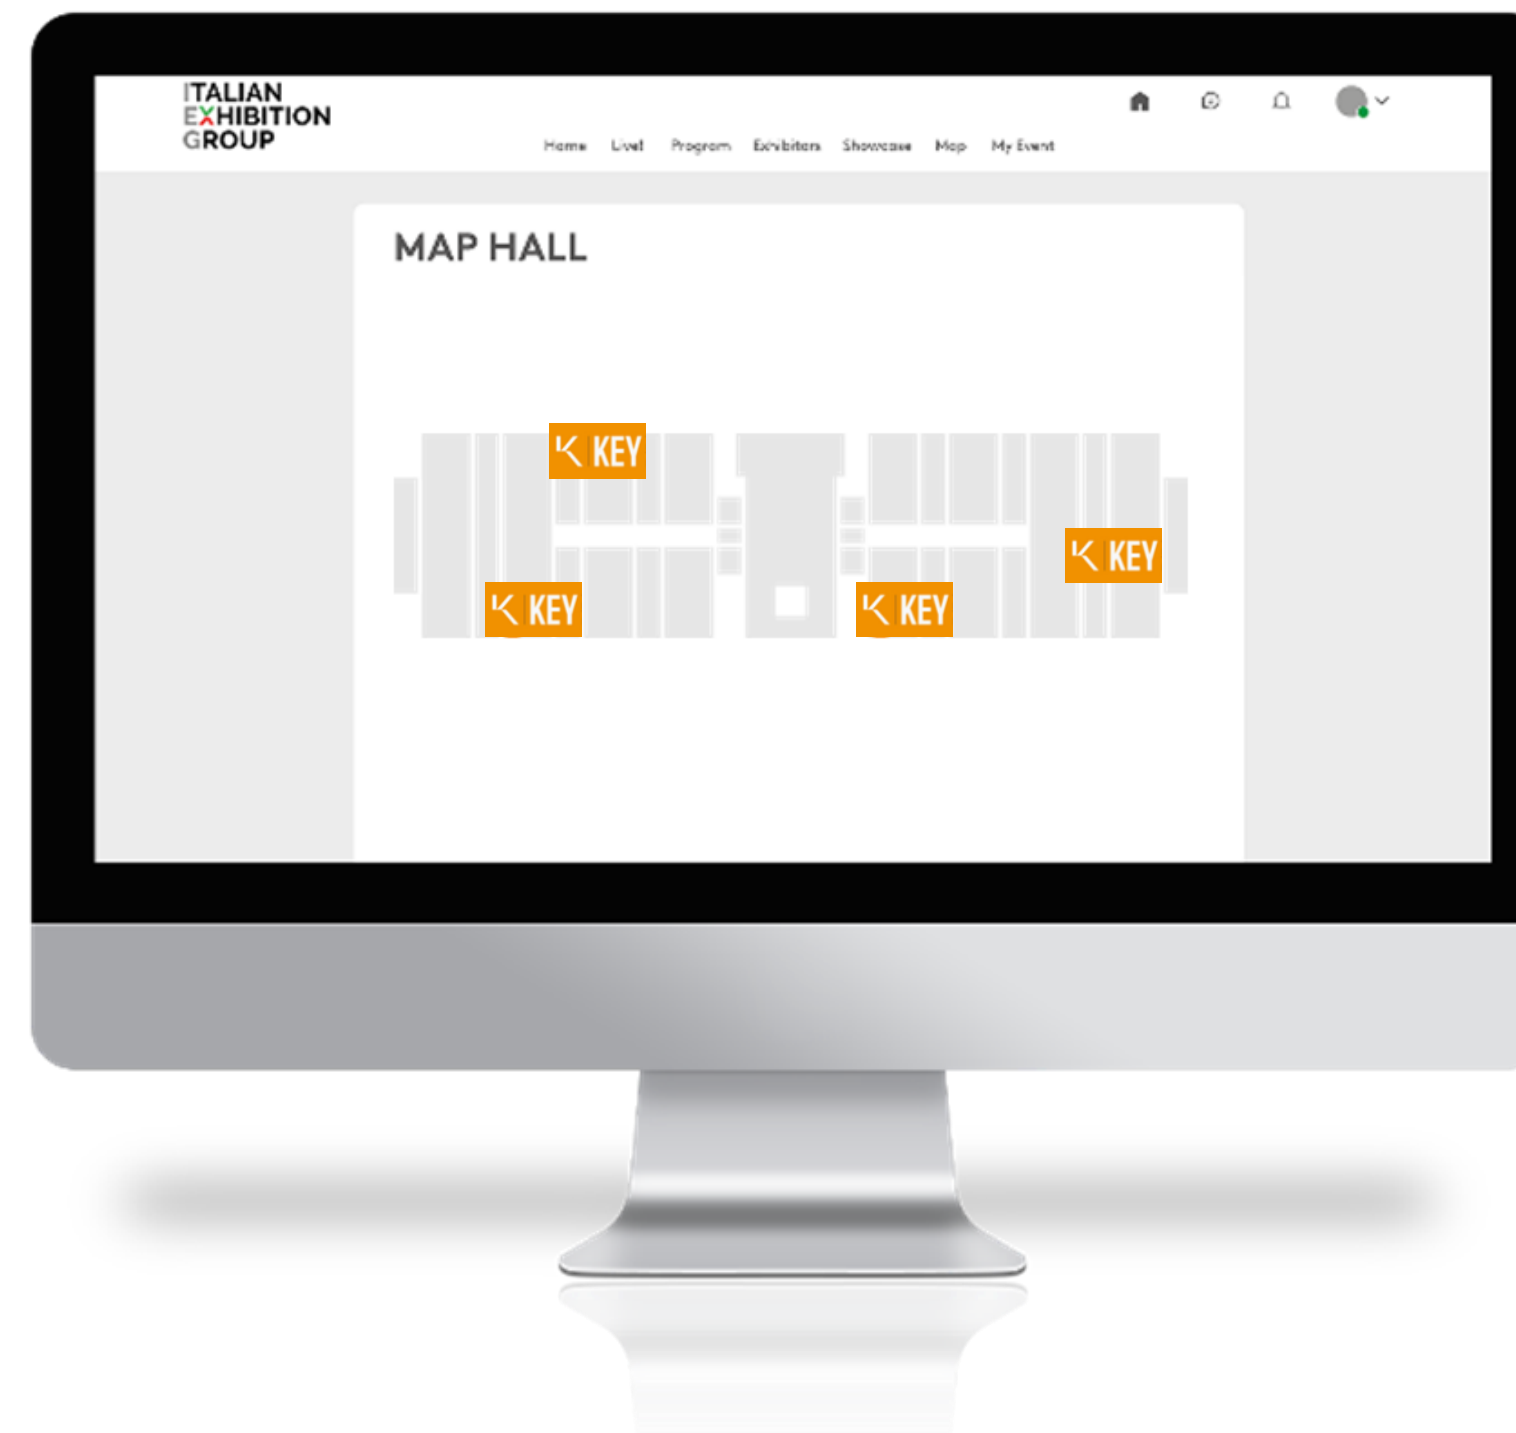 ITALIAN
EXHIBITION
GROUP
Home Live! Program Exhibitors Showcase Map My Event
MAP HALL
KEY
KEY
KEY
KEY